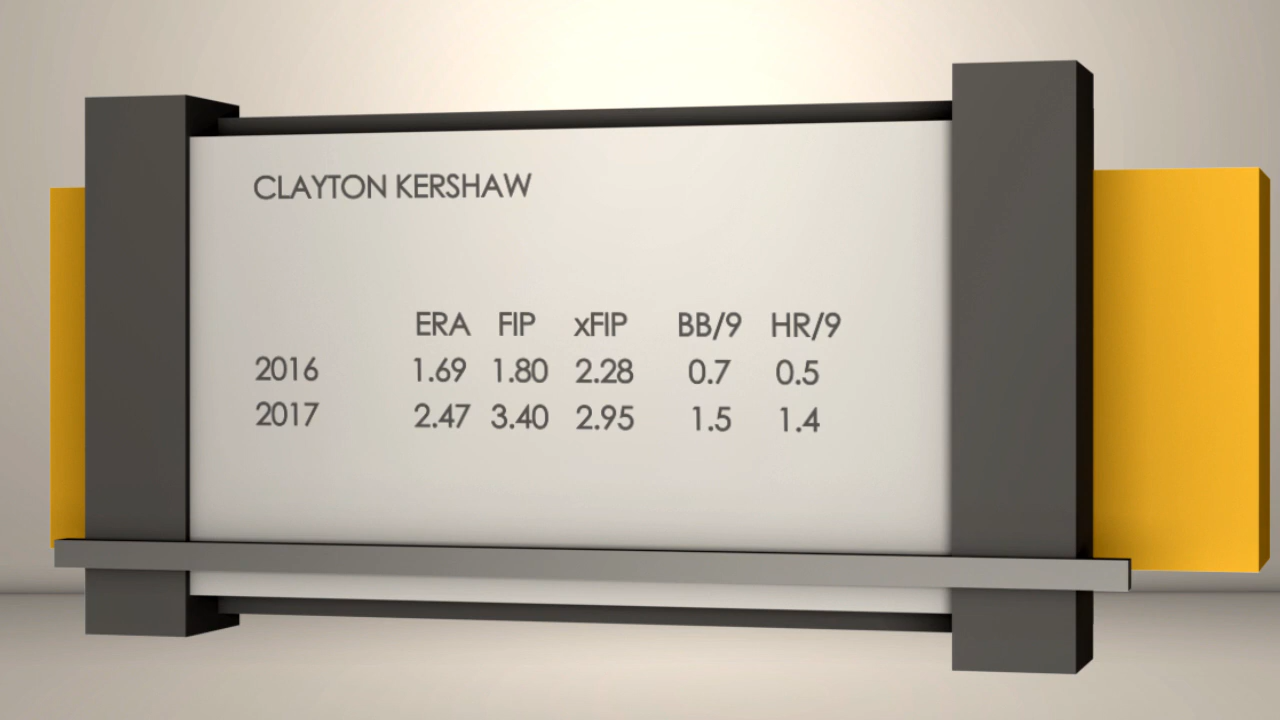 CLAYTON KERSHAW
ERA FIP xFIP BB/9 HR/9
2016 1.69 1.80 2.28 0.7 0.5
2017 2.47 3.40 2.95 1.5 1.4